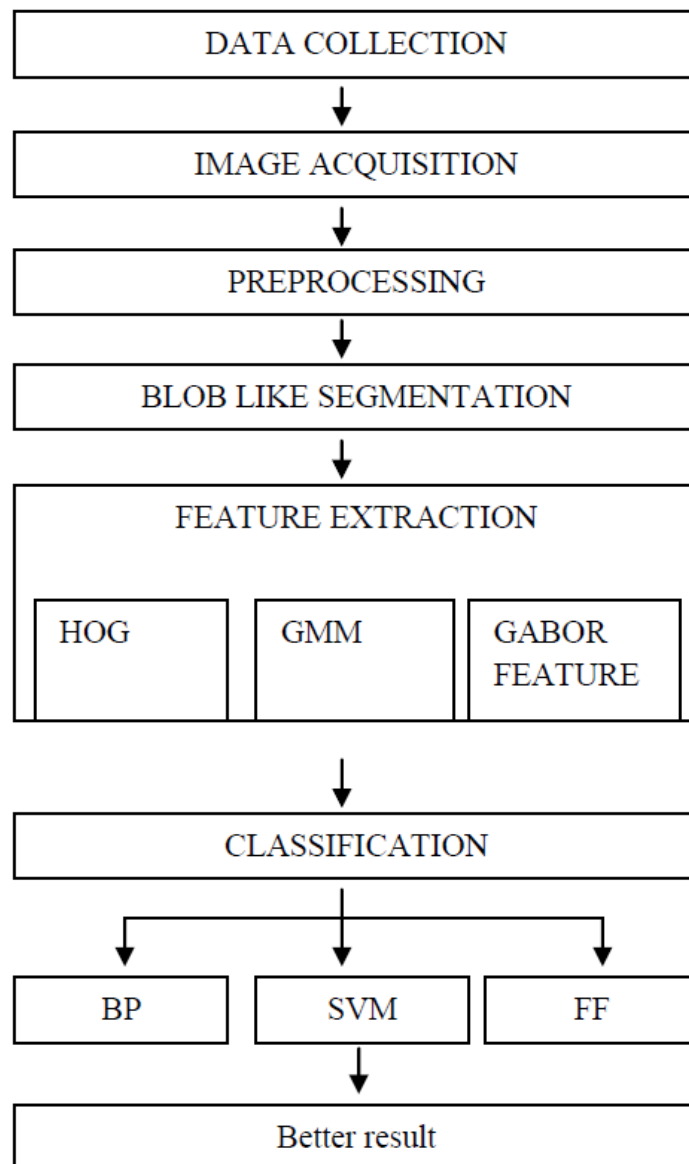 DATA COLLECTION
IMAGE ACQUISITION
PREPROCESSING
BLOB LIKE SEGMENTATION
FEATURE EXTRACTION
HOG
GMM
GABOR
FEATURE
CLASSIFICATION
BP
SVM
FF
Better result